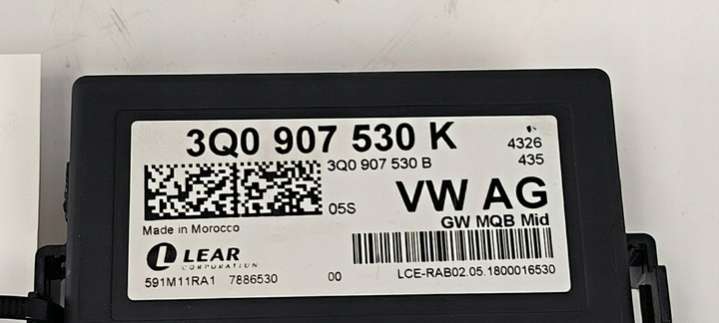 3Q0 907 530 K
4326
3Q0 907 530 B
435
05S
VW AG
GW MQB Mid
Made in Morocco
LEAR
CORPORATION
591M11RA1 7886530 00
LCE-RAB02.05.1800016530